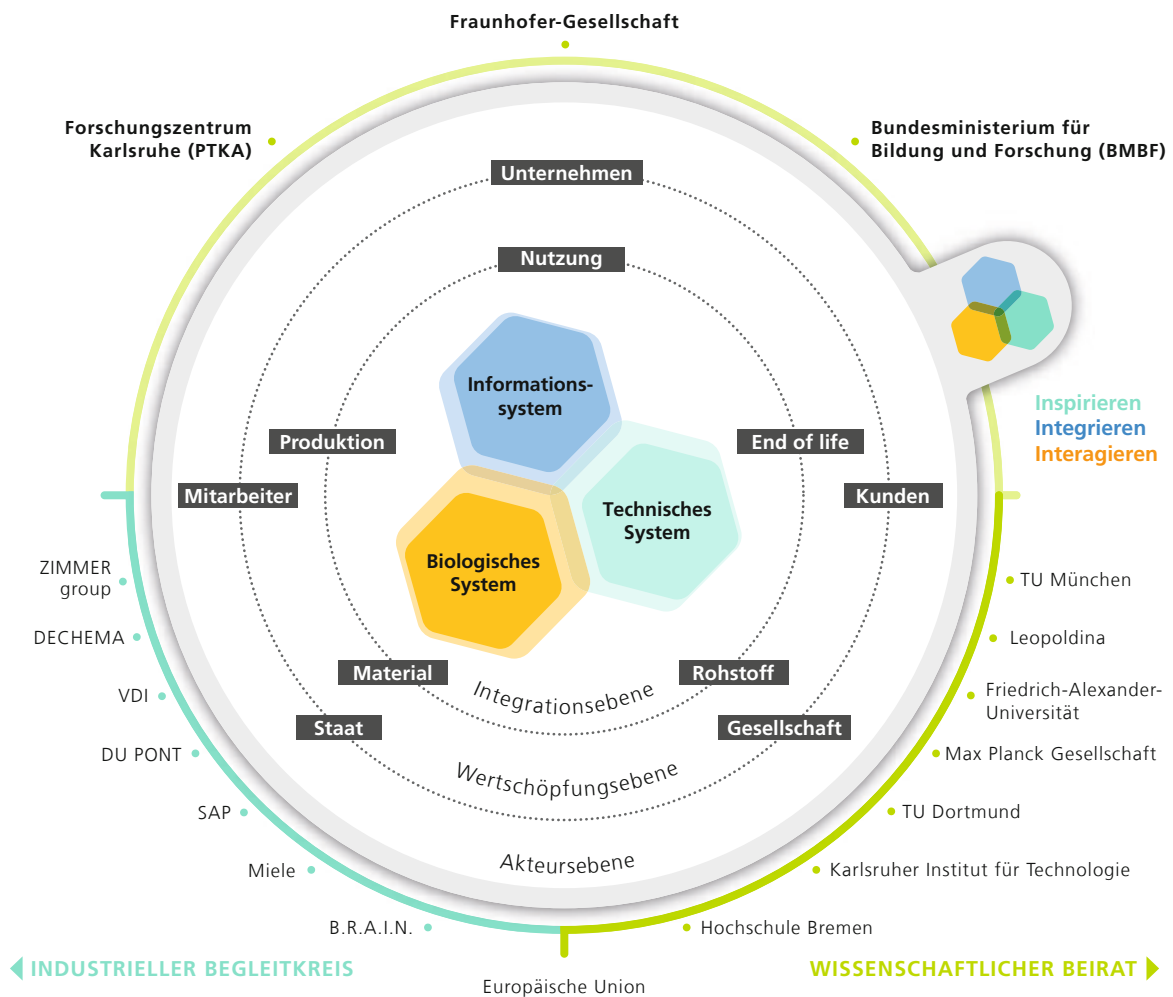 Fraunhofer-Gesellschaft
Forschungszentrum
Karlsruhe (PTKA)
Bundesministerium für
Bildung und Forschung (BMBF)
Unternehmen
Nutzung
Informations-
system
Inspirieren
Integrieren
Interagieren
Produktion
End of life
Mitarbeiter
Kunden
Technisches
System
Biologisches
System
ZIMMER
group
TU München
DECHEMA
Leopoldina
Material
Rohstoff
Integrationsebene
VDI
Friedrich-Alexander-
Universität
Staat
Gesellschaft
DU PONT
Max Planck Gesellschaft
Wertschöpfungsebene
SAP
TU Dortmund
Akteursebene
Miele
Karlsruher Institut für Technologie
B.R.A.I.N.
Hochschule Bremen
INDUSTRIELLER BEGLEITKREIS
WISSENSCHAFTLICHER BEIRAT
Europäische Union